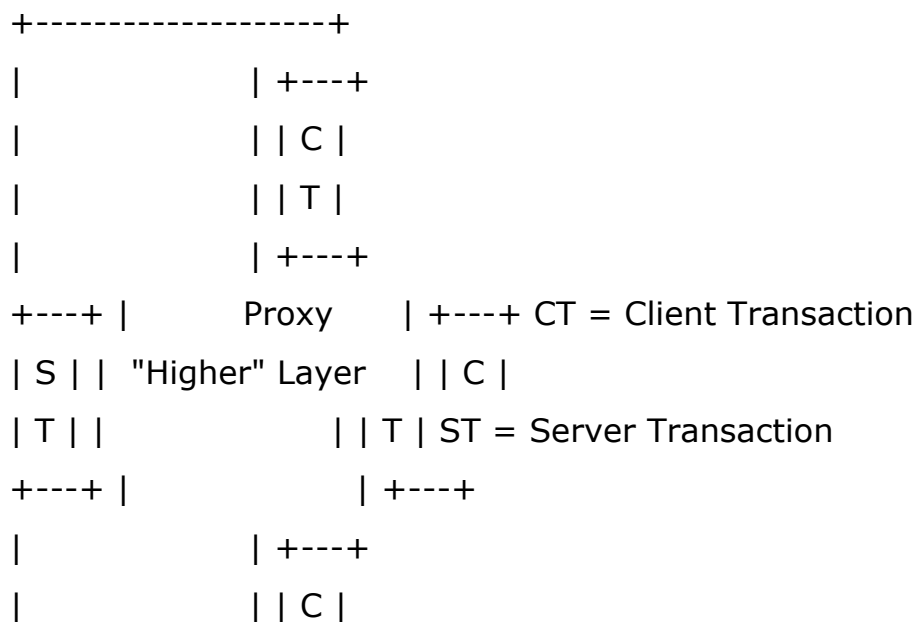 +--------------------+
| | +---+
| | | C |
| | | T |
| | +---+
+---+ | Proxy | +---+ CT = Client Transaction
| S | | "Higher" Layer | | C |
| T | | | | T | ST = Server Transaction
+---+ | | +---+
| | +---+
| | | C |